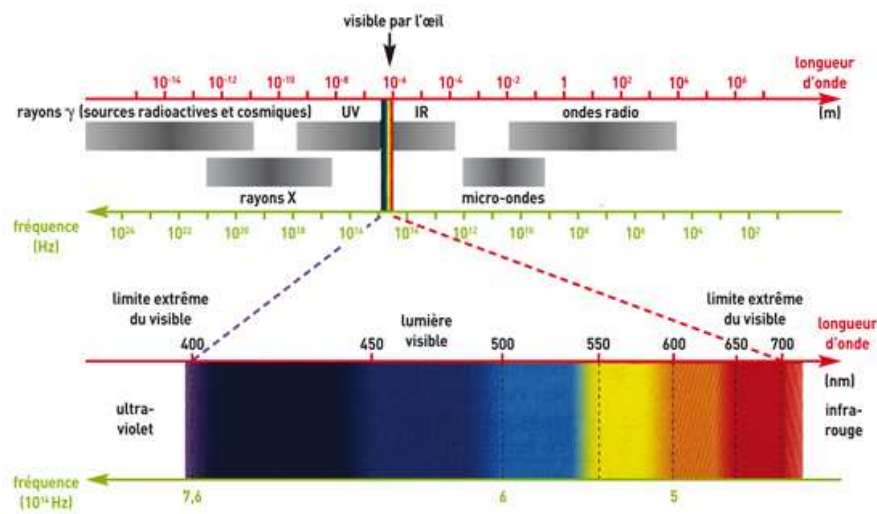 visible par l'œil
10⁻¹⁴ 10⁻¹² 10⁻¹⁰ 10⁻⁸ 10⁻⁶ 10⁻⁴ 10⁻² 1 10² 10⁴ 10⁶ longueur
d'onde
rayons γ (sources radioactives et cosmiques) UV IR ondes radio (m)
rayons X micro-ondes
fréquence
(Hz)
10²⁴ 10²² 10²⁰ 10¹⁸ 10¹² 10¹⁰ 10⁸ 10⁶ 10⁴ 10²
limite extrême
du visible
lumière
visible
limite extrême
du visible
longueur
d'onde
400 450 500 550 600 650 700
(nm)
ultra-
violet
infra-
rouge
fréquence
(10¹⁴ Hz)
7,6 6 5